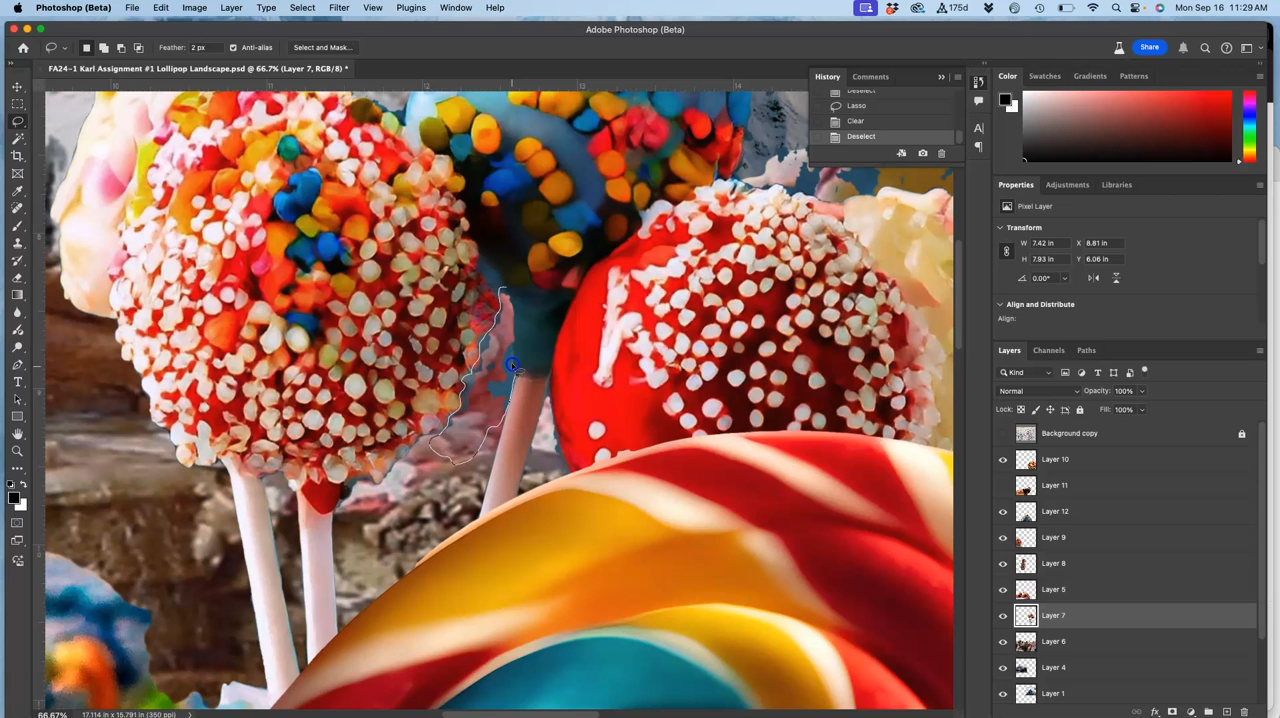 Photoshop (Beta) File Edit Image Layer Type Select Filter View Plugins Window Help 175d Mon Sep 16 11:29 AM
Adobe Photoshop (Beta)
Feather: 2 px Anti-alias Select and Mask... Share
FA24-1 Karl Assignment #1 Lollipop Landscape.psd @ 66.7% (Layer 7, RGB/8) *
10 11 12 13 14
History Comments
Deselect
Lasso
Clear
Deselect
Color Swatches Gradients Patterns
Properties Adjustments Libraries
Pixel Layer
Transform
W 7.42 in X 8.81 in
H 7.93 in Y 6.06 in
0.00°
Align and Distribute
Align:
Layers Channels Paths
Kind
Normal Opacity: 100%
Lock: Fill: 100%
Background copy
Layer 10
Layer 11
Layer 12
Layer 9
Layer 8
Layer 5
Layer 7
Layer 6
Layer 4
Layer 1
66.67% 17.114 in x 15.791 in (350 ppi)